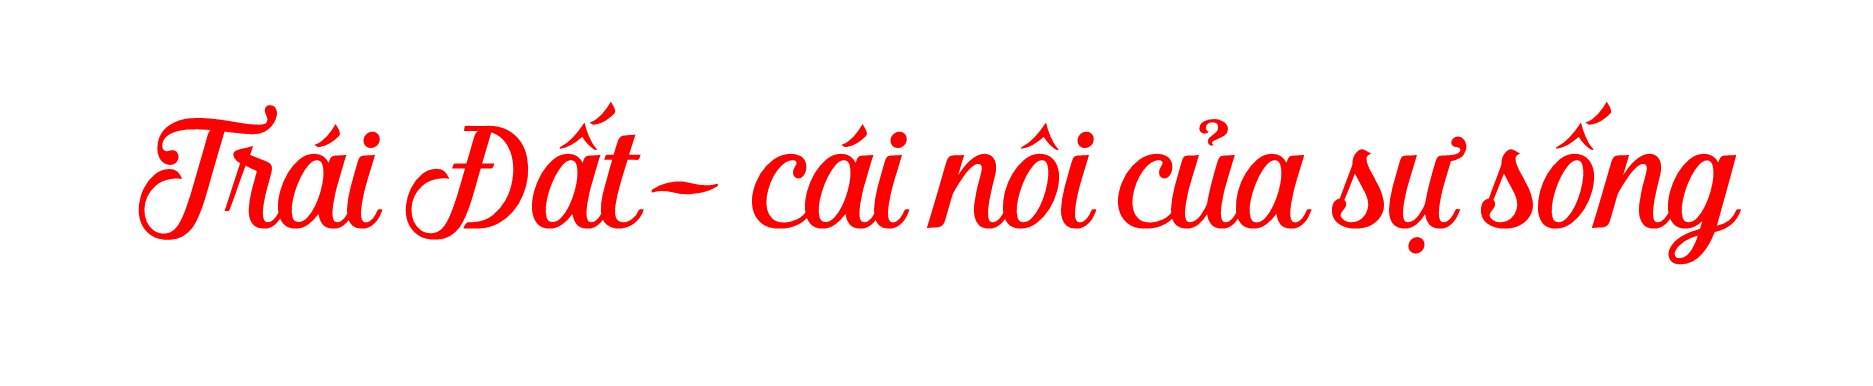 Trái Đất - cái nôi của sự sống